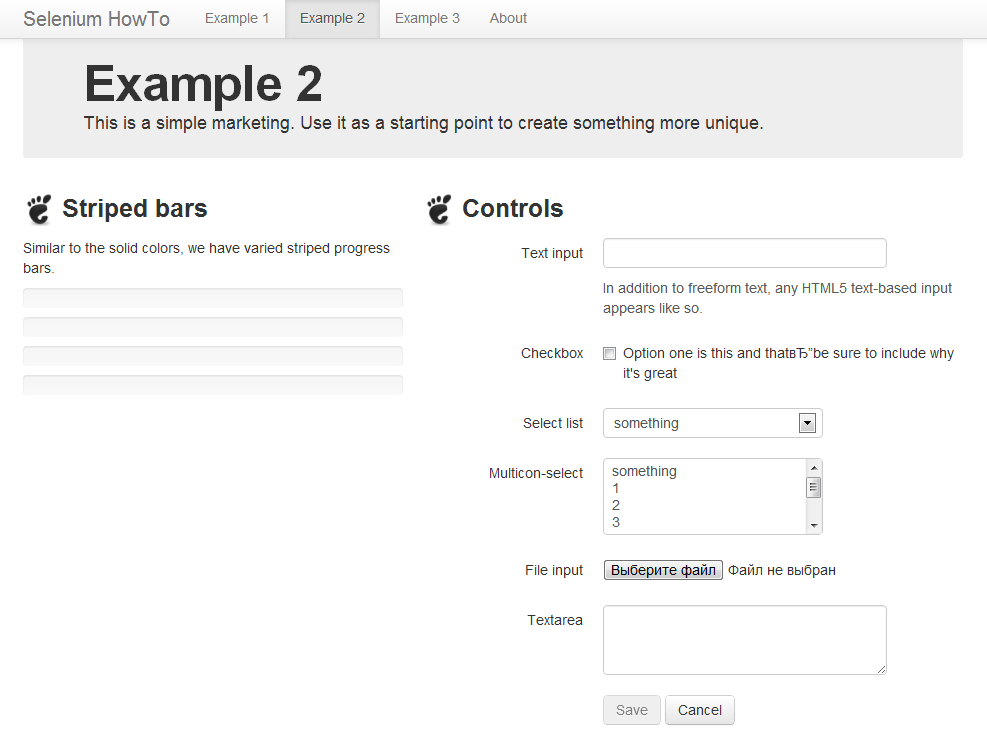 Selenium HowTo Example 1 Example 2 Example 3 About
Example 2
This is a simple marketing. Use it as a starting point to create something more unique.
Striped bars
Similar to the solid colors, we have varied striped progress
bars.
Controls
Text input
In addition to freeform text, any HTML5 text-based input
appears like so.
Checkbox Option one is this and thatвЂ”be sure to include why
it's great
Select list something
Multicon-select something
1
2
3
File input Выберите файл Файл не выбран
Textarea
Save Cancel